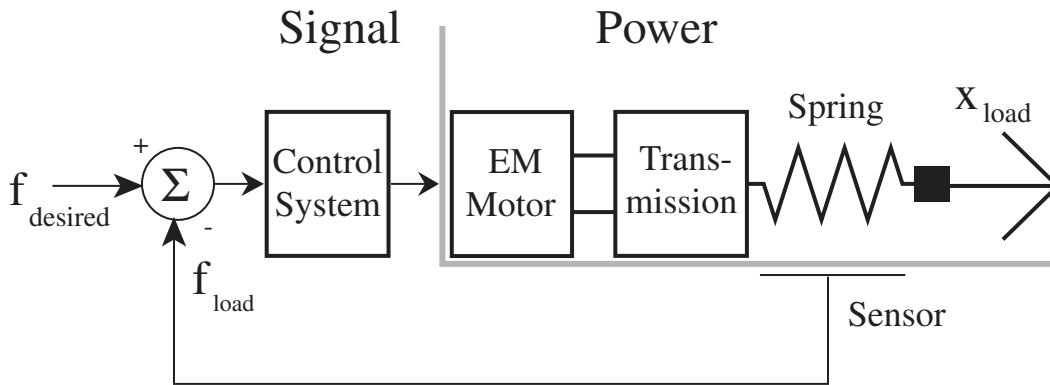 Signal
Power
Spring
x load
+
Σ
-
f desired
Control
System
EM
Motor
Trans-
mission
f load
Sensor